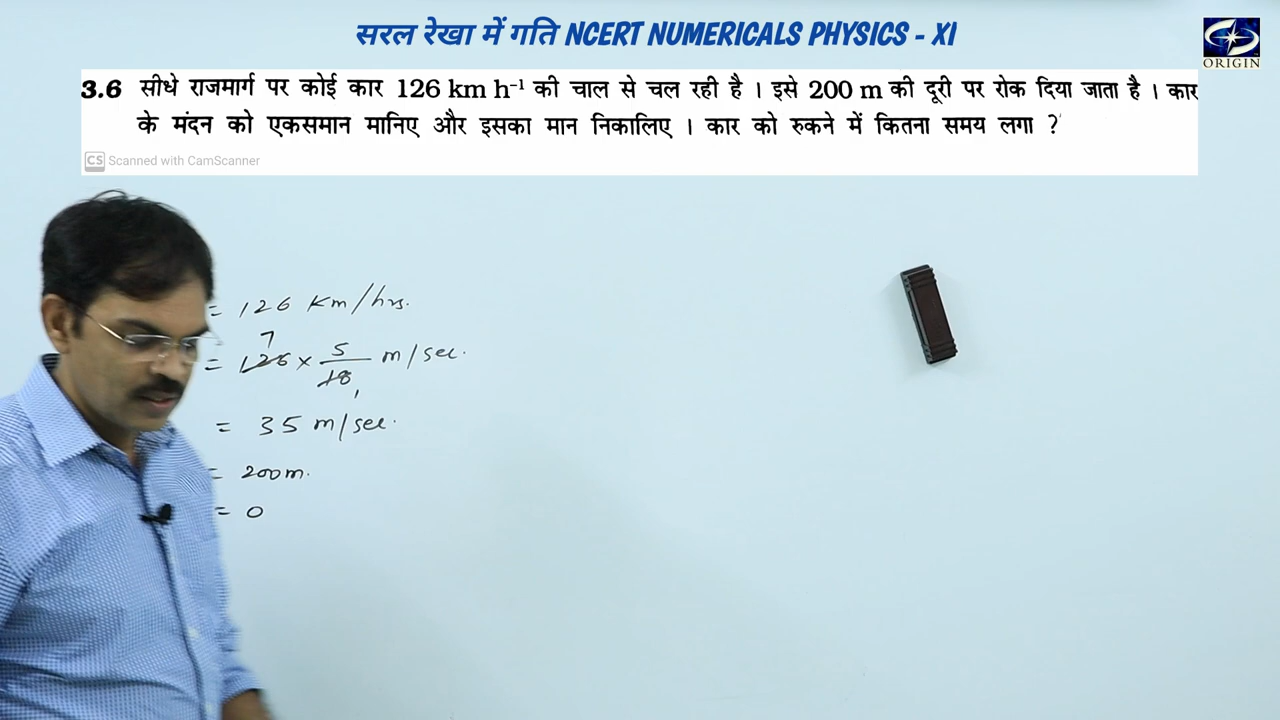 सरल रेखा में गति NCERT NUMERICALS PHYSICS - XI
ORIGIN
3.6 सीधे राजमार्ग पर कोई कार 126 km h⁻¹ की चाल से चल रही है । इसे 200 m की दूरी पर रोक दिया जाता है । कार
के मंदन को एकसमान मानिए और इसका मान निकालिए । कार को रुकने में कितना समय लगा ?
CS Scanned with CamScanner
= 126 Km/hrs.
7
= 126 × 5/18 m/sec.
1
= 35 m/sec.
= 200m.
= 0